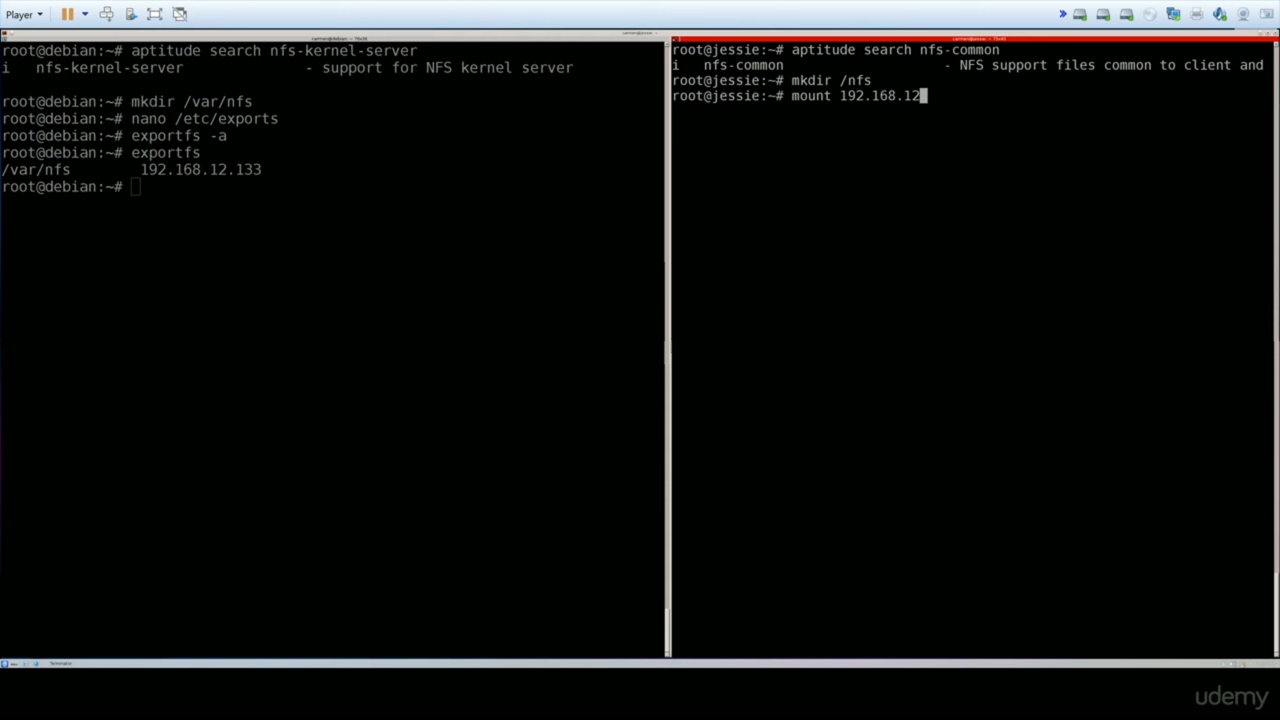 Player
root@debian:~# aptitude search nfs-kernel-server
i   nfs-kernel-server               - support for NFS kernel server
root@debian:~# mkdir /var/nfs
root@debian:~# nano /etc/exports
root@debian:~# exportfs -a
root@debian:~# exportfs
/var/nfs        192.168.12.133
root@debian:~#
root@jessie:~# aptitude search nfs-common
i   nfs-common                    - NFS support files common to client and
root@jessie:~# mkdir /nfs
root@jessie:~# mount 192.168.12
Terminator
udemy